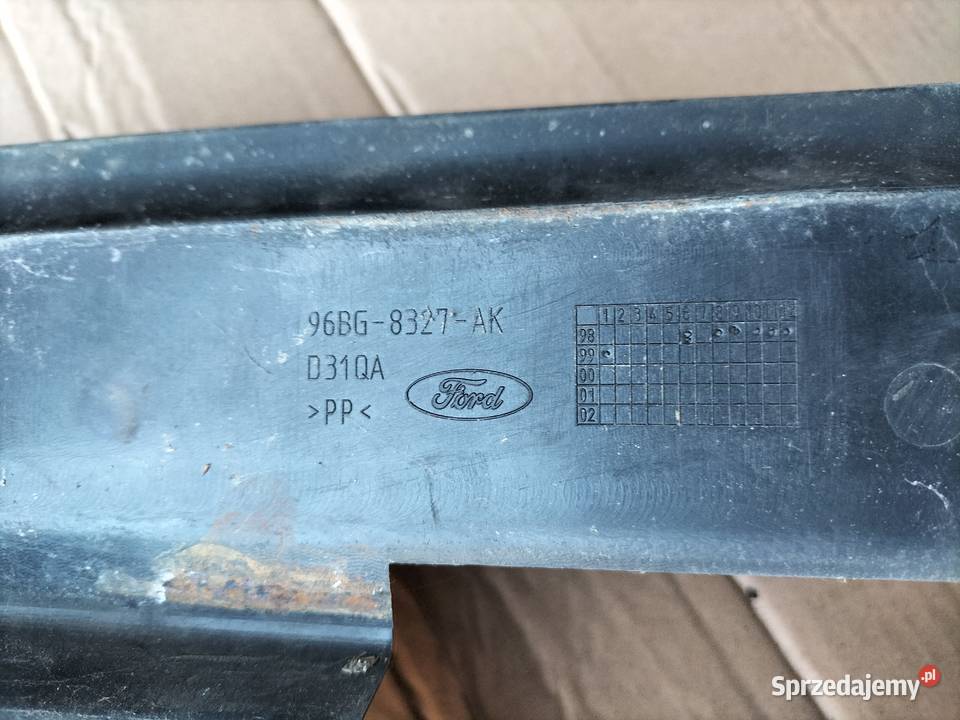 96BG-8327-AK
D31QA
>PP<
Ford
1 2 3 4 5 6 7 8 9 10 11 12
98
99
00
01
02
Sprzedajemy.pl